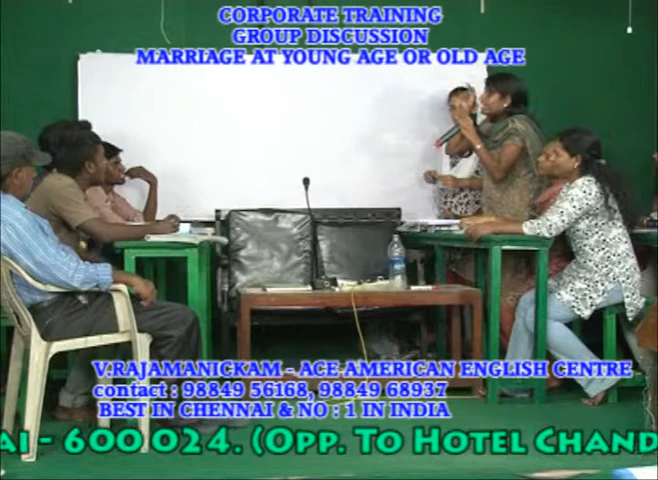 CORPORATE TRAINING
GROUP DISCUSSION
MARRIAGE AT YOUNG AGE OR OLD AGE
V.RAJAMANICKAM - ACE AMERICAN ENGLISH CENTRE
contact : 98849 56168, 98849 68937
BEST IN CHENNAI & NO : 1 IN INDIA
AI - 600 024. (OPP. TO HOTEL CHAND